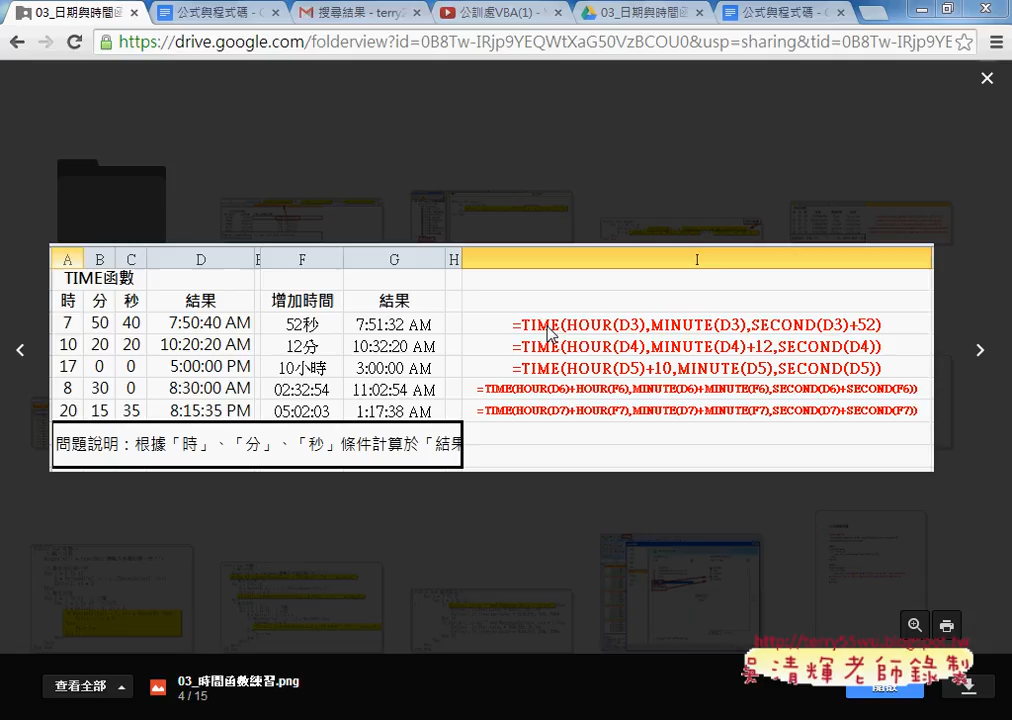 03_日期與時間函
公式與程式碼 - G
搜尋結果 - terry2
公訓處VBA(1) - Y
03_日期與時間函
公式與程式碼 - G
https://drive.google.com/folderview?id=0B8Tw-IRjp9YEQWtXaG50VzBCOU0&usp=sharing&tid=0B8Tw-IRjp9YE
A B C D E F G H I
TIME函數
時 分 秒 結果 增加時間 結果
7 50 40 7:50:40 AM 52秒 7:51:32 AM =TIME(HOUR(D3),MINUTE(D3),SECOND(D3)+52)
10 20 20 10:20:20 AM 12分 10:32:20 AM =TIME(HOUR(D4),MINUTE(D4)+12,SECOND(D4))
17 0 0 5:00:00 PM 10小時 3:00:00 AM =TIME(HOUR(D5)+10,MINUTE(D5),SECOND(D5))
8 30 0 8:30:00 AM 02:32:54 11:02:54 AM =TIME(HOUR(D6)+HOUR(F6),MINUTE(D6)+MINUTE(F6),SECOND(D6)+SECOND(F6))
20 15 35 8:15:35 PM 05:02:03 1:17:38 AM =TIME(HOUR(D7)+HOUR(F7),MINUTE(D7)+MINUTE(F7),SECOND(D7)+SECOND(F7))
問題說明：根據「時」、「分」、「秒」條件計算於「結果
http://terry55wu.blogspot.tw
吳清輝老師錄製
查看全部
03_時間函數練習.png
4 / 15